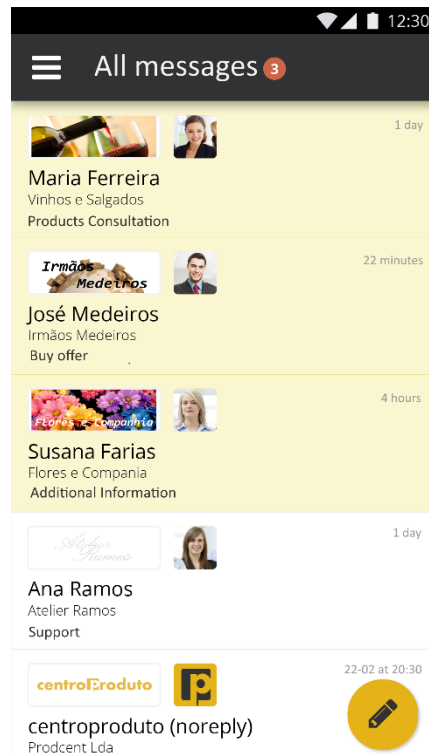 12:30
All messages 3
1 day
Maria Ferreira
Vinhos e Salgados
Products Consultation
22 minutes
Irmãos
Medeiros
José Medeiros
Irmãos Medeiros
Buy offer
4 hours
Flores e Companhia
Susana Farias
Flores e Compania
Additional Information
1 day
Atelier
Ramos
Ana Ramos
Atelier Ramos
Support
22-02 at 20:30
centroProduto
centroproduto (noreply)
Prodcent Lda